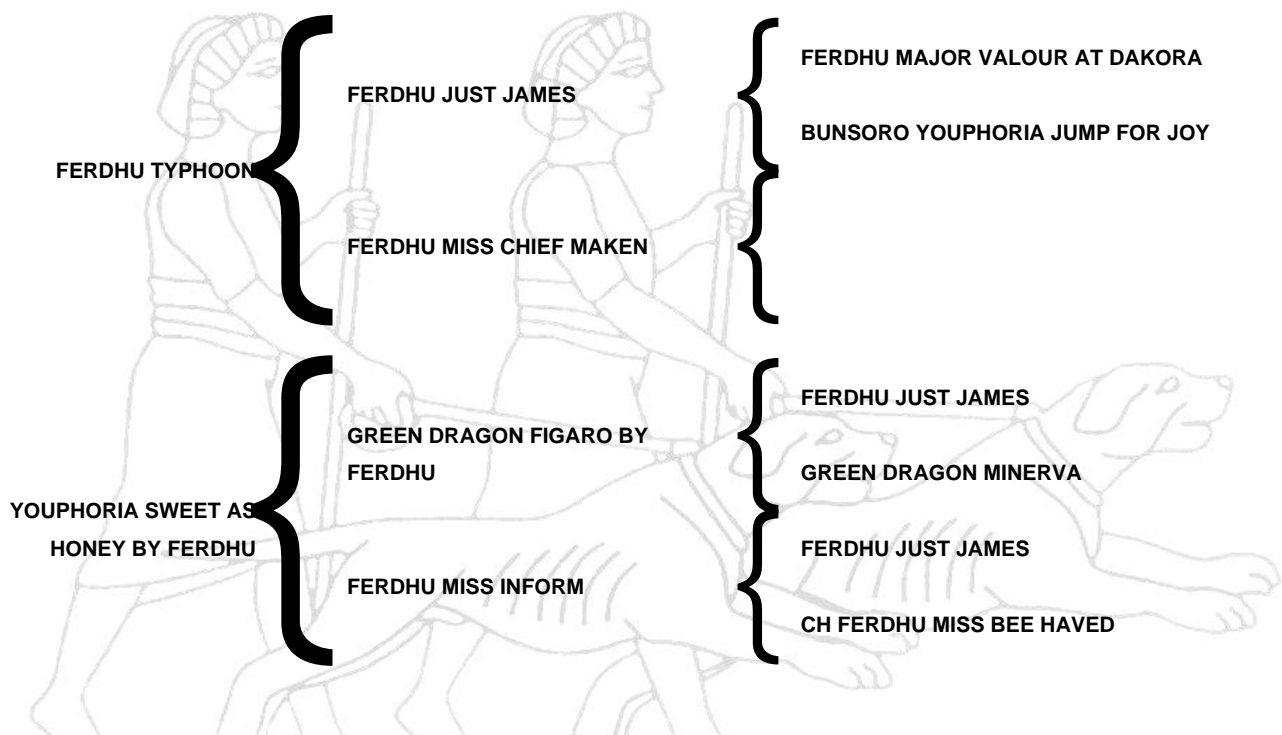 FERDHU TYPHOON
FERDHU JUST JAMES
FERDHU MAJOR VALOUR AT DAKORA
BUNSORO YOUPHORIA JUMP FOR JOY
FERDHU MISS CHIEF MAKEN
YOUPHORIA SWEET AS
HONEY BY FERDHU
GREEN DRAGON FIGARO BY
FERDHU
FERDHU JUST JAMES
GREEN DRAGON MINERVA
FERDHU MISS INFORM
FERDHU JUST JAMES
CH FERDHU MISS BEE HAVED